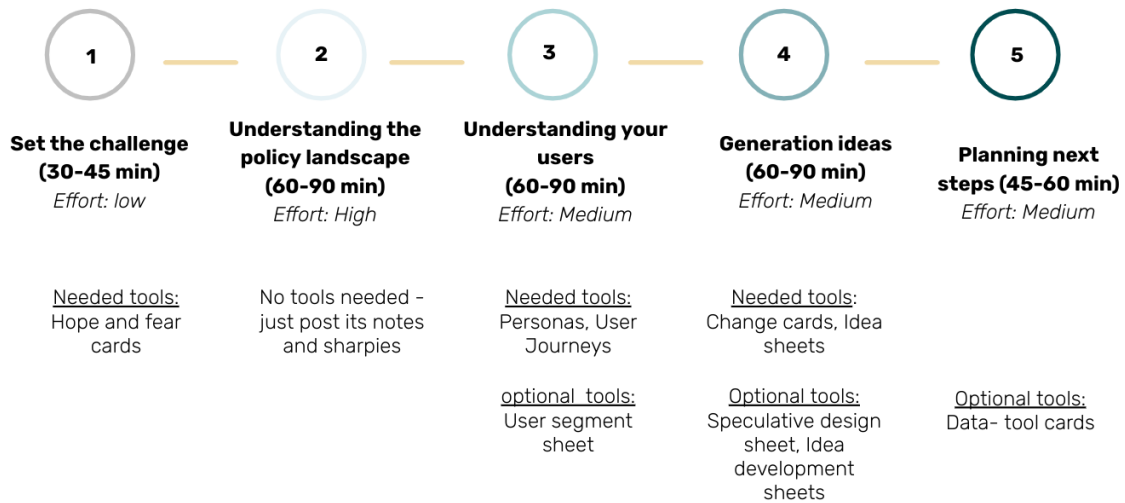 1
2
3
4
5
Set the challenge
(30-45 min)
Effort: low
Understanding the
policy landscape
(60-90 min)
Effort: High
Understanding your
users
(60-90 min)
Effort: Medium
Generation ideas
(60-90 min)
Effort: Medium
Planning next
steps (45-60 min)
Effort: Medium
Needed tools:
Hope and fear
cards
No tools needed -
just post its notes
and sharpies
Needed tools:
Personas, User
Journeys
optional tools:
User segment
sheet
Needed tools:
Change cards, Idea
sheets
Optional tools:
Speculative design
sheet, Idea
development
sheets
Optional tools:
Data- tool cards